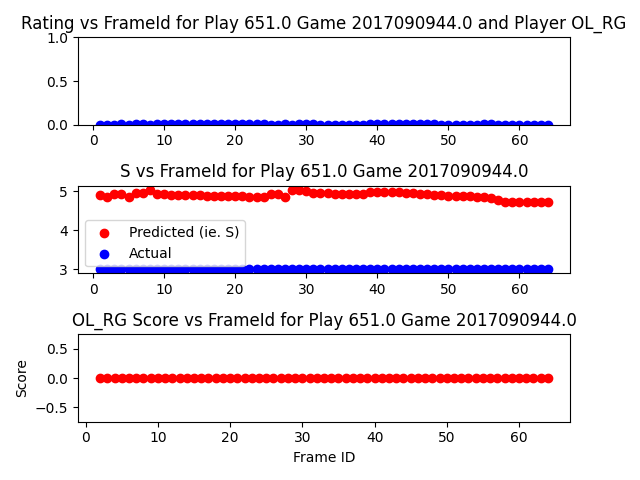 Rating vs FrameId for Play 651.0 Game 2017090944.0 and Player OL_RG
1.0
0.5
0.0
0 10 20 30 40 50 60
S vs FrameId for Play 651.0 Game 2017090944.0
5
4
3
Predicted (ie. S)
Actual
0 10 20 30 40 50 60
OL_RG Score vs FrameId for Play 651.0 Game 2017090944.0
Score
0.5
0.0
−0.5
0 10 20 30 40 50 60
Frame ID